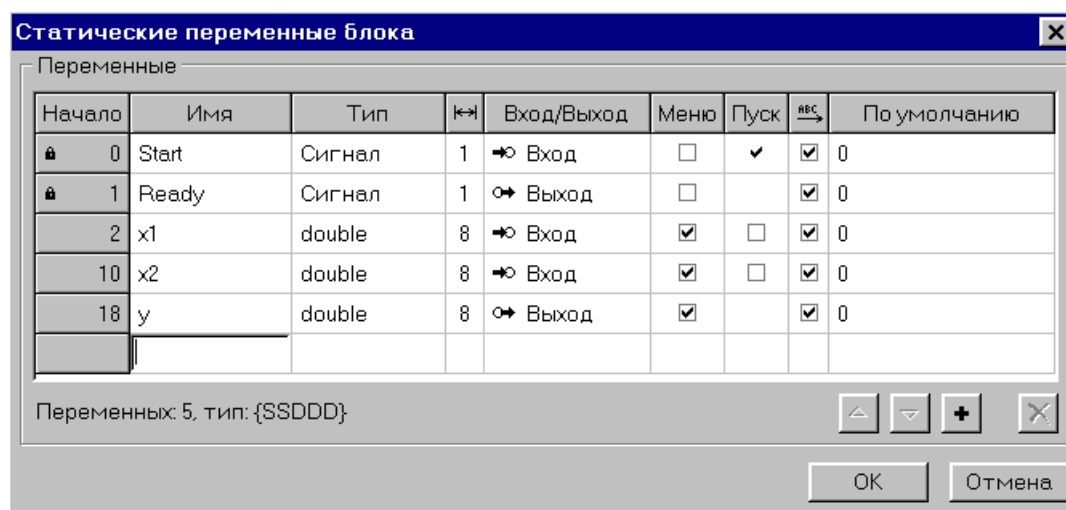 Статические переменные блока
Переменные
Начало Имя Тип Вход/Выход Меню Пуск ABC По умолчанию
0 Start Сигнал 1 Вход 0
1 Ready Сигнал 1 Выход 0
2 x1 double 8 Вход 0
10 x2 double 8 Вход 0
18 y double 8 Выход 0
Переменных: 5, тип: {SSDDD}
OK Отмена